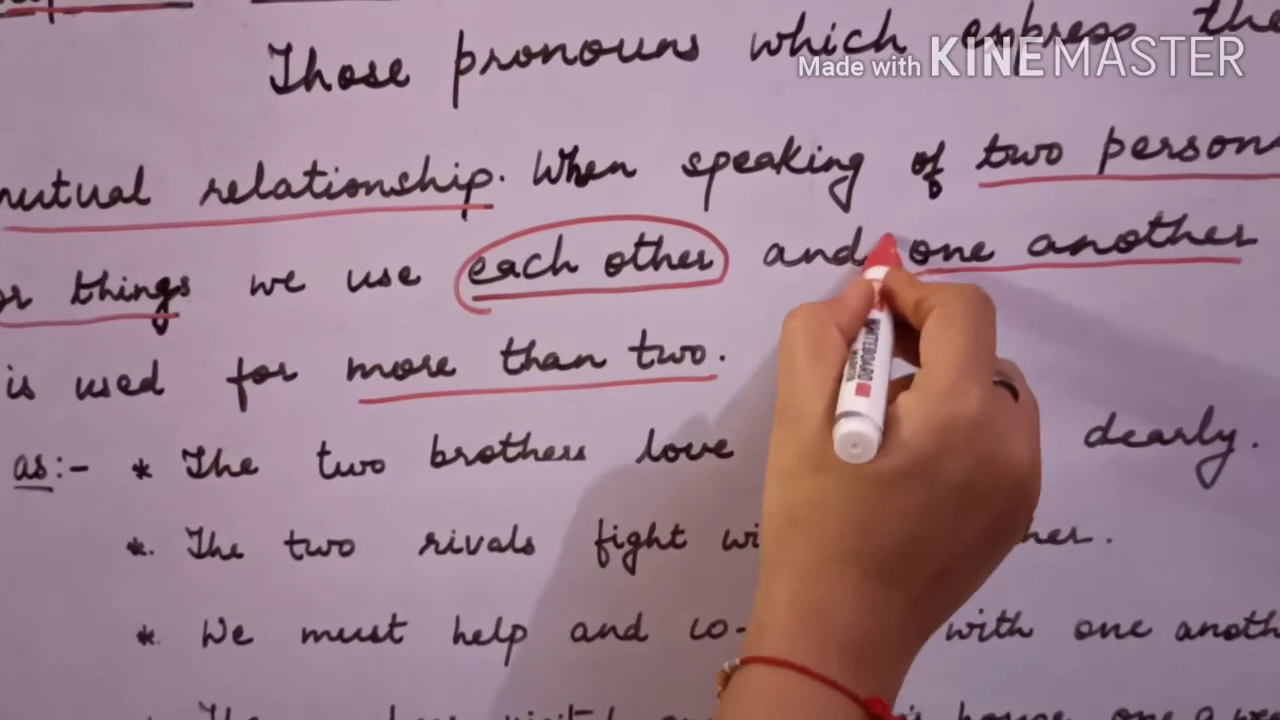 Those pronouns which express the
Made with KINEMASTER
mutual relationship. When speaking of two person
or things we use each other and one another
is used for more than two.
as:- * The two brothers love dearly.
*. The two rivals fight
* We must help and co- with one